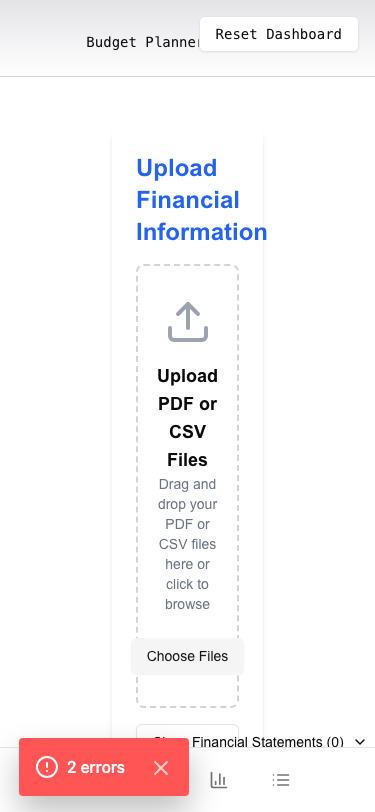 Budget Planner
Reset Dashboard
Upload
Financial
Information
Upload
PDF or
CSV
Files
Drag and
drop your
PDF or
CSV files
here or
click to
browse
Choose Files
Financial Statements (0)
2 errors